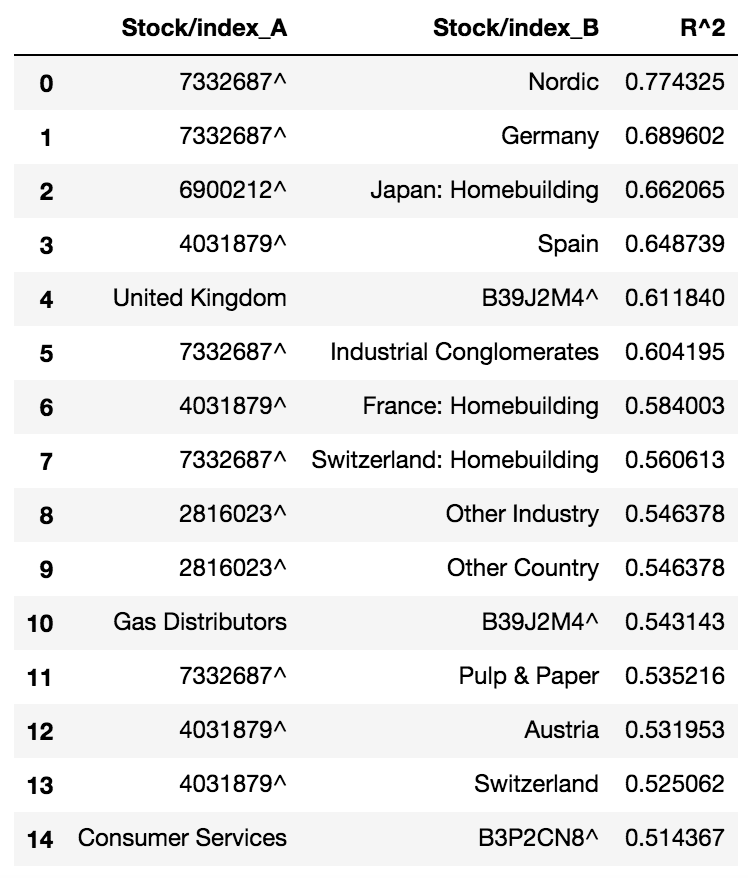 Stock/index_A Stock/index_B R^2
0 7332687^ Nordic 0.774325
1 7332687^ Germany 0.689602
2 6900212^ Japan: Homebuilding 0.662065
3 4031879^ Spain 0.648739
4 United Kingdom B39J2M4^ 0.611840
5 7332687^ Industrial Conglomerates 0.604195
6 4031879^ France: Homebuilding 0.584003
7 7332687^ Switzerland: Homebuilding 0.560613
8 2816023^ Other Industry 0.546378
9 2816023^ Other Country 0.546378
10 Gas Distributors B39J2M4^ 0.543143
11 7332687^ Pulp & Paper 0.535216
12 4031879^ Austria 0.531953
13 4031879^ Switzerland 0.525062
14 Consumer Services B3P2CN8^ 0.514367